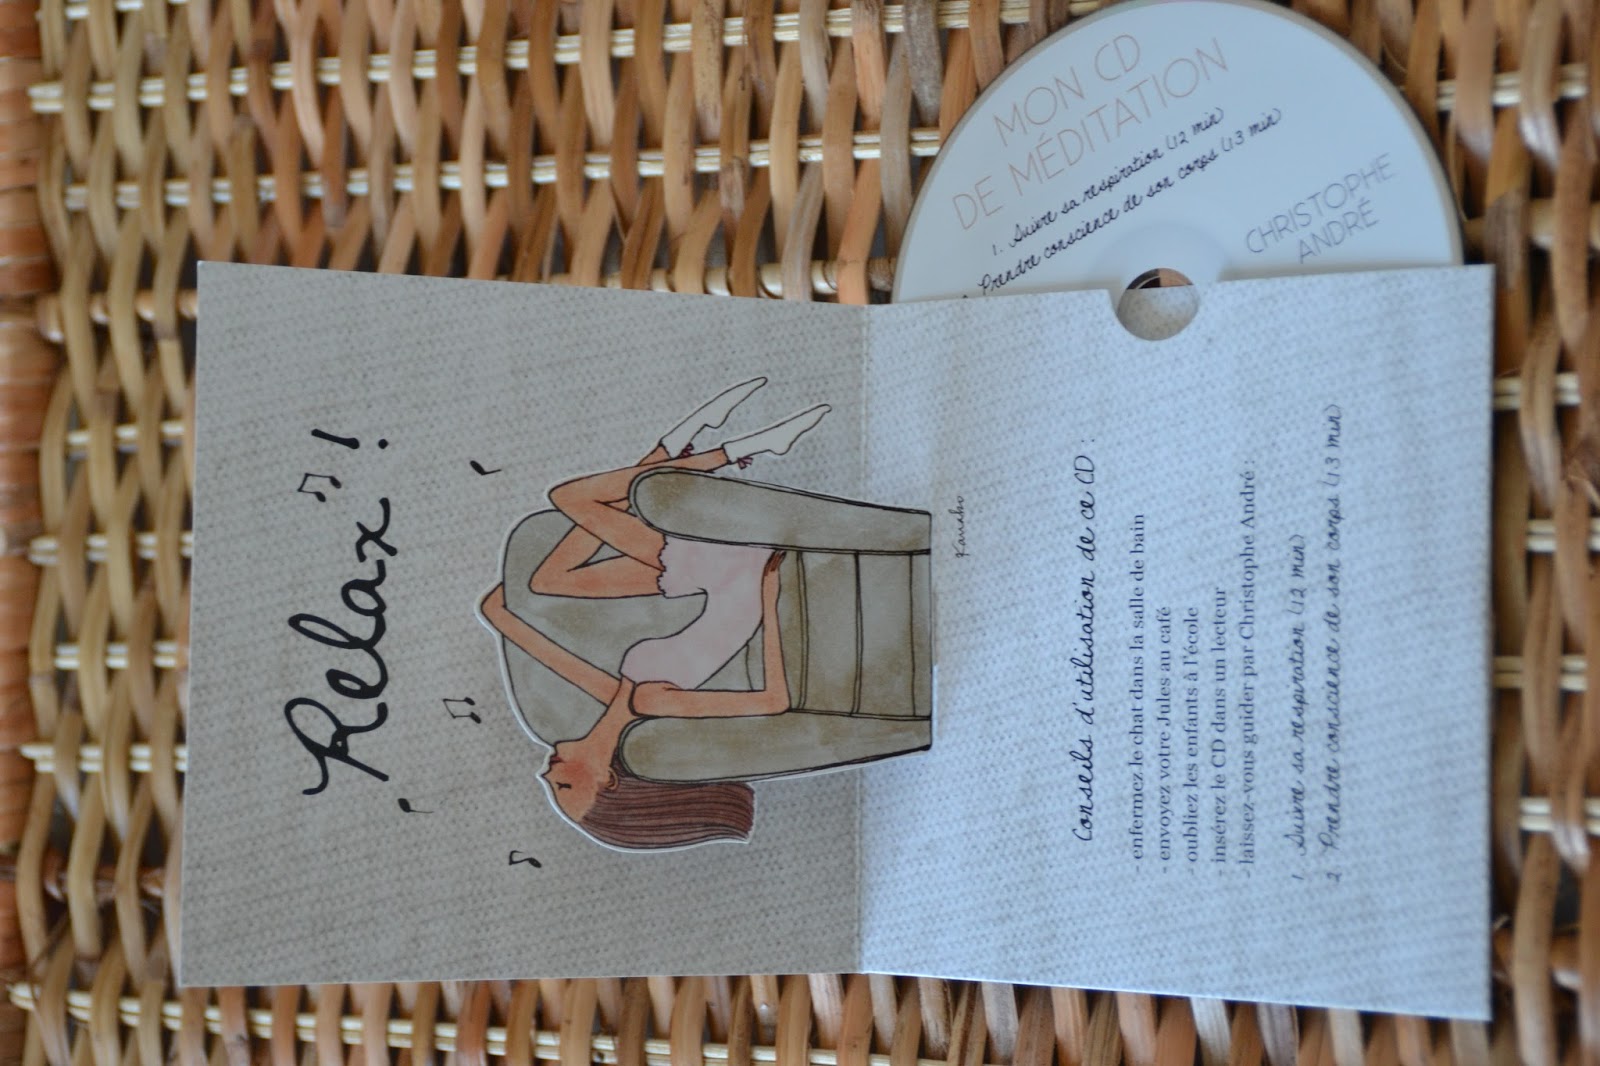 Relax !
Kanako
Conseils d'utilisation de ce CD :
- enfermez le chat dans la salle de bain
- envoyez votre Jules au café
- oubliez les enfants à l'école
- insérez le CD dans un lecteur
- laissez-vous guider par Christophe André :
1. Suivre sa respiration (12 min)
2. Prendre conscience de son corps (13 min)
MON CD
DE MÉDITATION
1. Suivre sa respiration (12 min)
Prendre conscience de son corps (13 min)
CHRISTOPHE
ANDRÉ